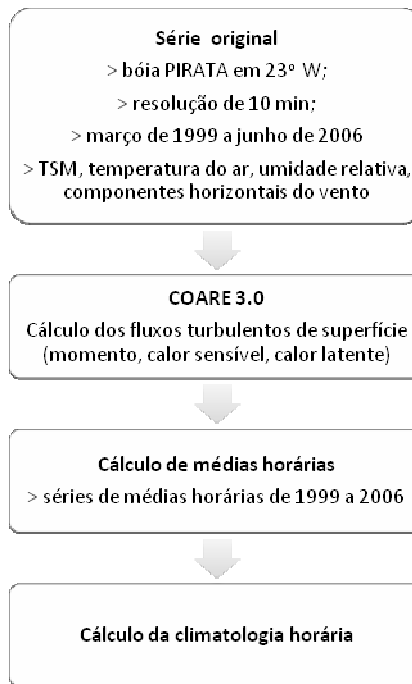 Série original
> bóia PIRATA em 23º W;
> resolução de 10 min;
> março de 1999 a junho de 2006
> TSM, temperatura do ar, umidade relativa,
componentes horizontais do vento
COARE 3.0
Cálculo dos fluxos turbulentos de superfície
(momento, calor sensível, calor latente)
Cálculo de médias horárias
> séries de médias horárias de 1999 a 2006
Cálculo da climatologia horária